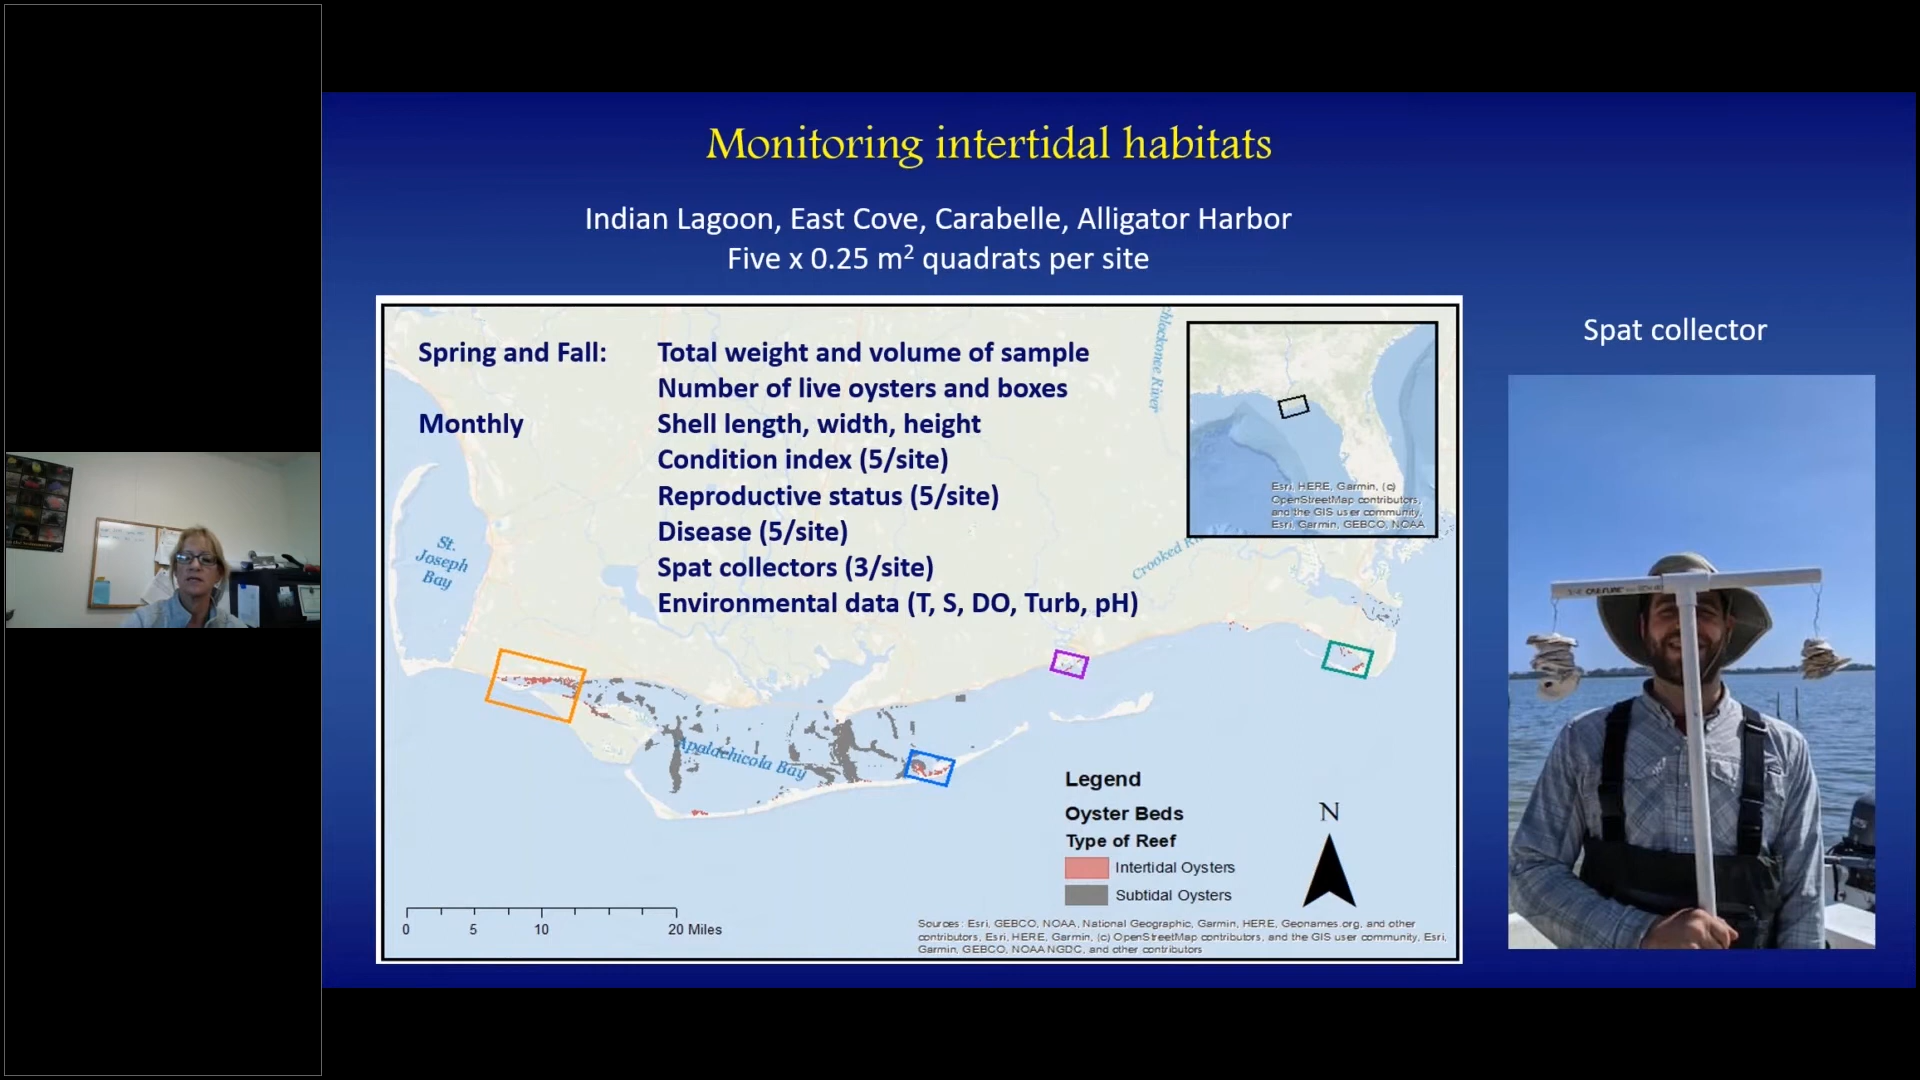 Monitoring intertidal habitats
Indian Lagoon, East Cove, Carabelle, Alligator Harbor
Five x 0.25 m² quadrats per site
Spring and Fall: Total weight and volume of sample
Number of live oysters and boxes
Monthly Shell length, width, height
Condition index (5/site)
Reproductive status (5/site)
Disease (5/site)
Spat collectors (3/site)
Environmental data (T, S, DO, Turb, pH)
Spat collector
hlockonee River
Esri, HERE, Garmin, (c)
OpenStreetMap contributors,
and the GIS user community,
Esri, Garmin, GEBCO, NOAA
Crooked
St.
Joseph
Bay
Apalachicola Bay
Legend
Oyster Beds
Type of Reef
Intertidal Oysters
Subtidal Oysters
N
0 5 10 20 Miles
Sources: Esri, GEBCO, NOAA, National Geographic, Garmin, HERE, Geonames.org, and other
contributors, Esri, HERE, Garmin, (c) OpenStreetMap contributors, and the GIS user community, Esri,
Garmin, GEBCO, NOAA NGDC, and other contributors